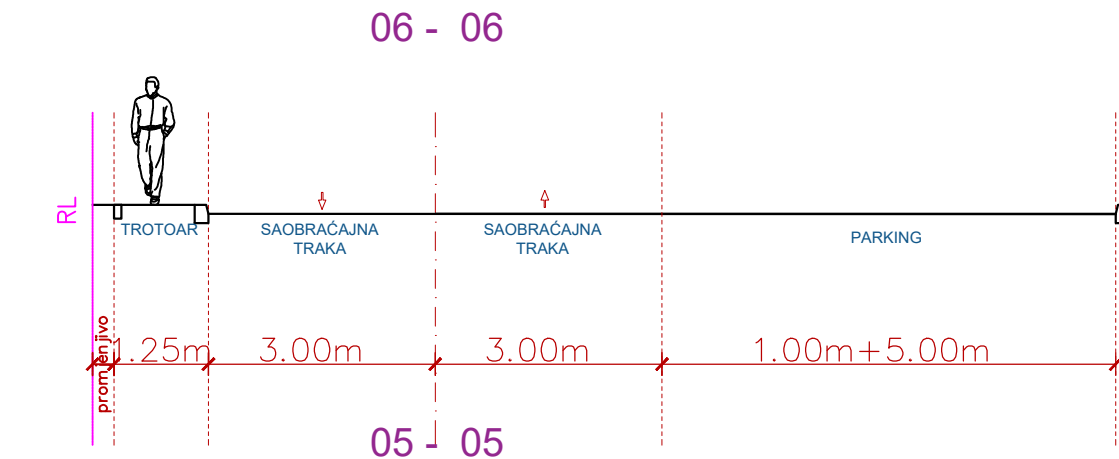 06 - 06
RL
TROTOAR
SAOBRAĆAJNA
TRAKA
SAOBRAĆAJNA
TRAKA
PARKING
promjenjivo
1.25m
3.00m
3.00m
1.00m+5.00m
05 - 05